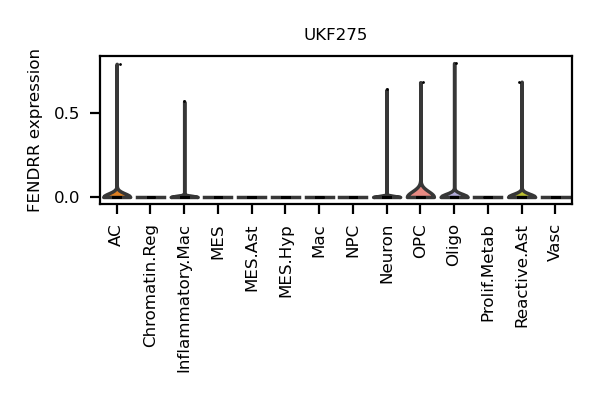 UKF275
FENDRR expression
0.5
0.0
AC
Chromatin.Reg
Inflammatory.Mac
MES
MES.Ast
MES.Hyp
Mac
NPC
Neuron
OPC
Oligo
Prolif.Metab
Reactive.Ast
Vasc